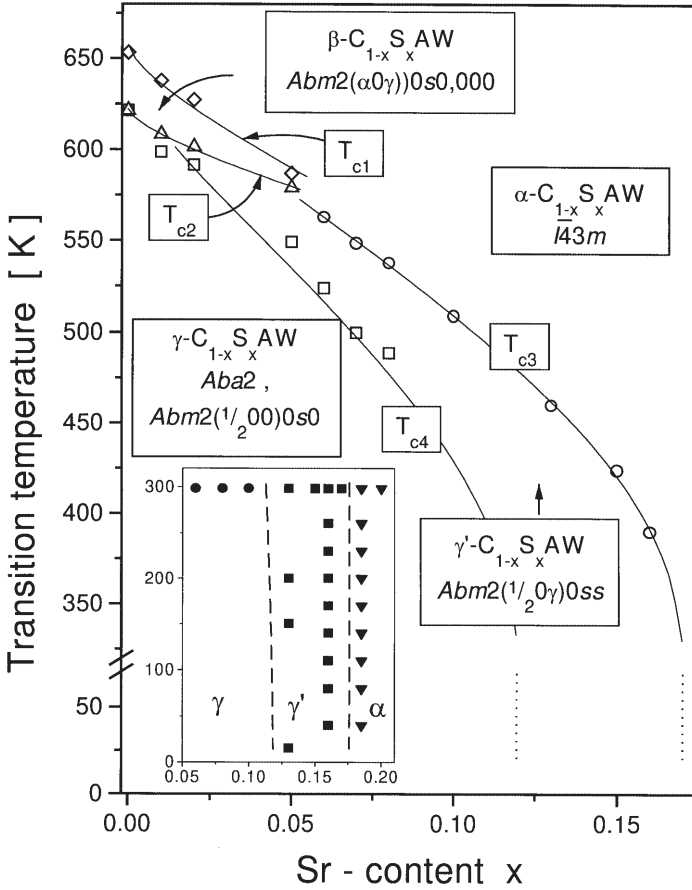 β-C1-xSxAW
Abm2(α0γ))0s0,000
Tc1
Tc2
α-C1-xSxAW
I4̅3m
γ-C1-xSxAW
Aba2 ,
Abm2(1/200)0s0
Tc3
Tc4
γ'-C1-xSxAW
Abm2(1/20γ)0ss
Transition temperature [ K ]
650
600
550
500
450
400
350
50
0
300
200
100
0
γ
γ'
α
0.05
0.10
0.15
0.20
0.00
0.05
0.10
0.15
Sr - content x